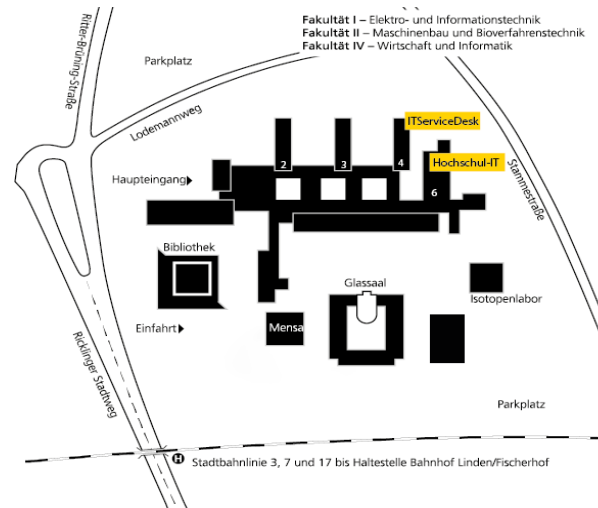 Fakultät I – Elektro- und Informationstechnik
Fakultät II – Maschinenbau und Bioverfahrenstechnik
Fakultät IV – Wirtschaft und Informatik
Ritter-Brüning-Straße
Parkplatz
Lodemannweg
ITServiceDesk
Hochschul-IT
2
3
4
6
Stammestraße
Haupteingang
Bibliothek
Glassaal
Isotopenlabor
Einfahrt
Mensa
Ricklinger Stadtweg
Parkplatz
H Stadtbahnlinie 3, 7 und 17 bis Haltestelle Bahnhof Linden/Fischerhof